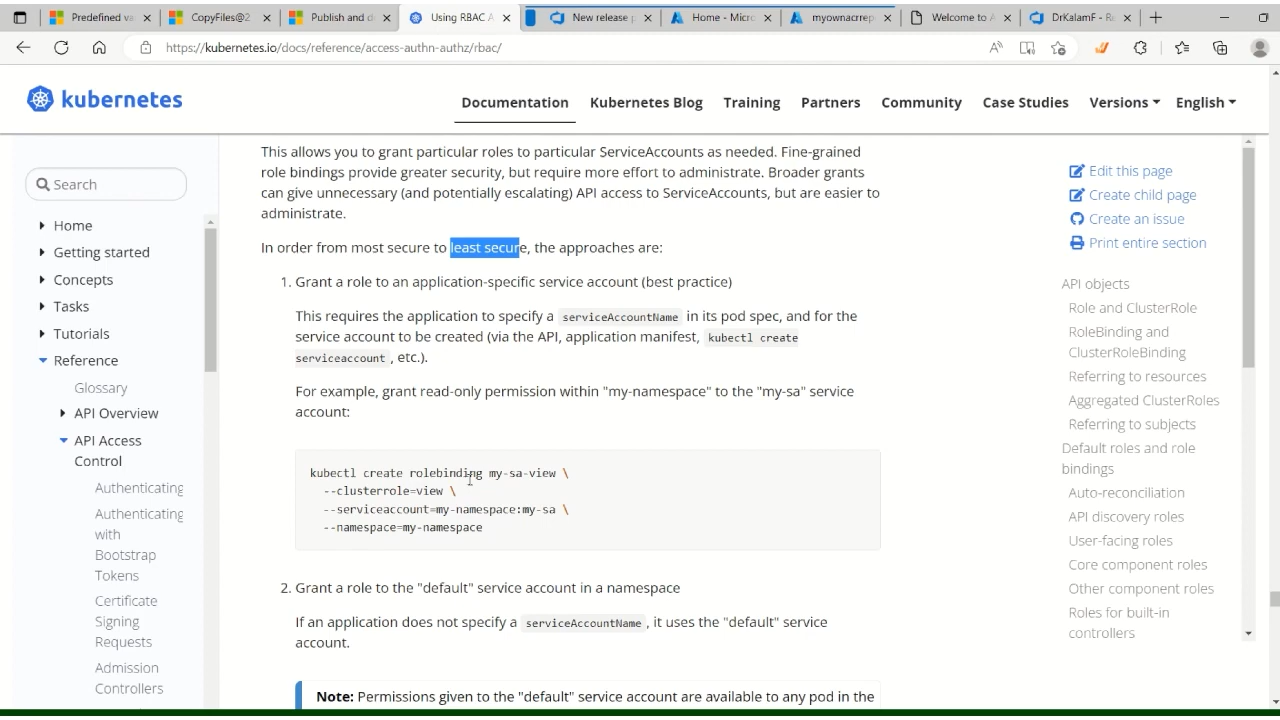 Predefined va
CopyFiles@2
Publish and d
Using RBAC A
New release p
Home - Micro
myownacrrep
Welcome to A
DrKalamF - R
https://kubernetes.io/docs/reference/access-authn-authz/rbac/
kubernetes
Documentation
Kubernetes Blog
Training
Partners
Community
Case Studies
Versions
English
Search
Home
Getting started
Concepts
Tasks
Tutorials
Reference
Glossary
API Overview
API Access
Control
Authenticating
Authenticating
with
Bootstrap
Tokens
Certificate
Signing
Requests
Admission
Controllers
This allows you to grant particular roles to particular ServiceAccounts as needed. Fine-grained
role bindings provide greater security, but require more effort to administrate. Broader grants
can give unnecessary (and potentially escalating) API access to ServiceAccounts, but are easier to
administrate.
In order from most secure to least secure, the approaches are:
1. Grant a role to an application-specific service account (best practice)
This requires the application to specify a serviceAccountName in its pod spec, and for the
service account to be created (via the API, application manifest, kubectl create
serviceaccount , etc.).
For example, grant read-only permission within "my-namespace" to the "my-sa" service
account:
kubectl create rolebinding my-sa-view \
--clusterrole=view \
--serviceaccount=my-namespace:my-sa \
--namespace=my-namespace
2. Grant a role to the "default" service account in a namespace
If an application does not specify a serviceAccountName, it uses the "default" service
account.
Note: Permissions given to the "default" service account are available to any pod in the
Edit this page
Create child page
Create an issue
Print entire section
API objects
Role and ClusterRole
RoleBinding and
ClusterRoleBinding
Referring to resources
Aggregated ClusterRoles
Referring to subjects
Default roles and role
bindings
Auto-reconciliation
API discovery roles
User-facing roles
Core component roles
Other component roles
Roles for built-in
controllers